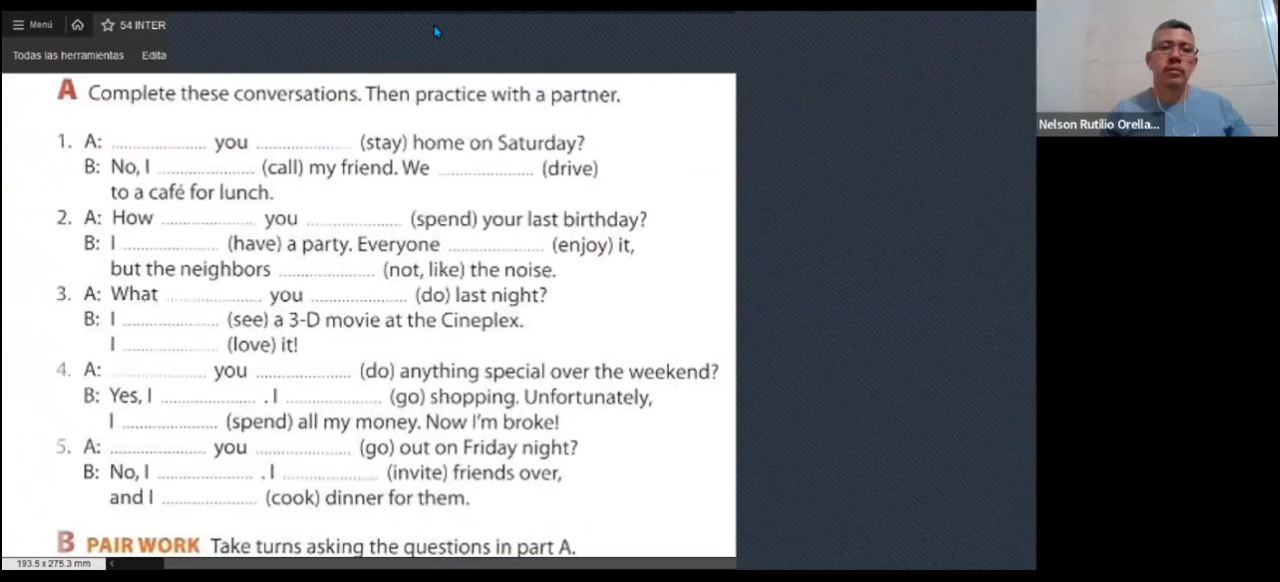 Menú
54 INTER
Todas las herramientas Edita
A Complete these conversations. Then practice with a partner.
1. A: .................... you .................... (stay) home on Saturday?
B: No, I .................... (call) my friend. We .................... (drive)
to a café for lunch.
2. A: How .................... you .................... (spend) your last birthday?
B: I .................... (have) a party. Everyone .................... (enjoy) it,
but the neighbors .................... (not, like) the noise.
3. A: What .................... you .................... (do) last night?
B: I .................... (see) a 3-D movie at the Cineplex.
I .................... (love) it!
4. A: .................... you .................... (do) anything special over the weekend?
B: Yes, I .................... . I .................... (go) shopping. Unfortunately,
I .................... (spend) all my money. Now I'm broke!
5. A: .................... you .................... (go) out on Friday night?
B: No, I .................... . I .................... (invite) friends over,
and I .................... (cook) dinner for them.
B PAIR WORK Take turns asking the questions in part A.
193.5 x 275.3 mm
Nelson Rutilio Orella...